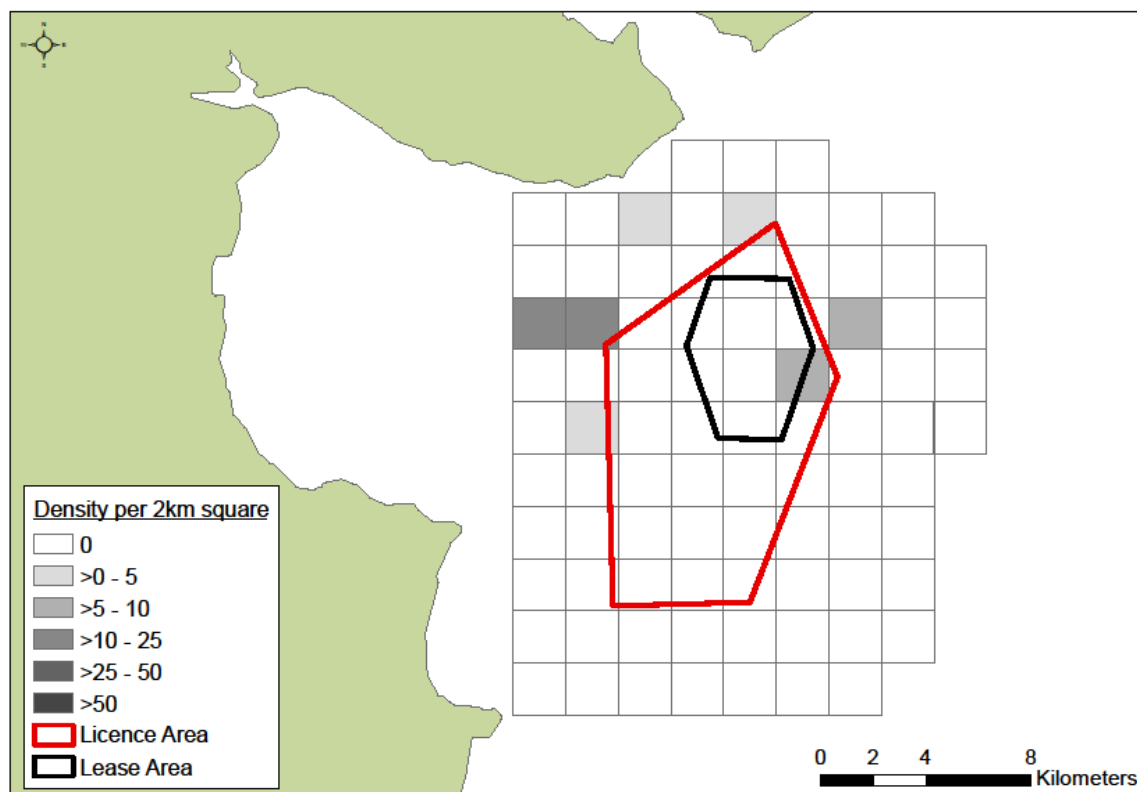 N
E
S
Density per 2km square
0
>0 - 5
>5 - 10
>10 - 25
>25 - 50
>50
Licence Area
Lease Area
0 2 4 8
Kilometers